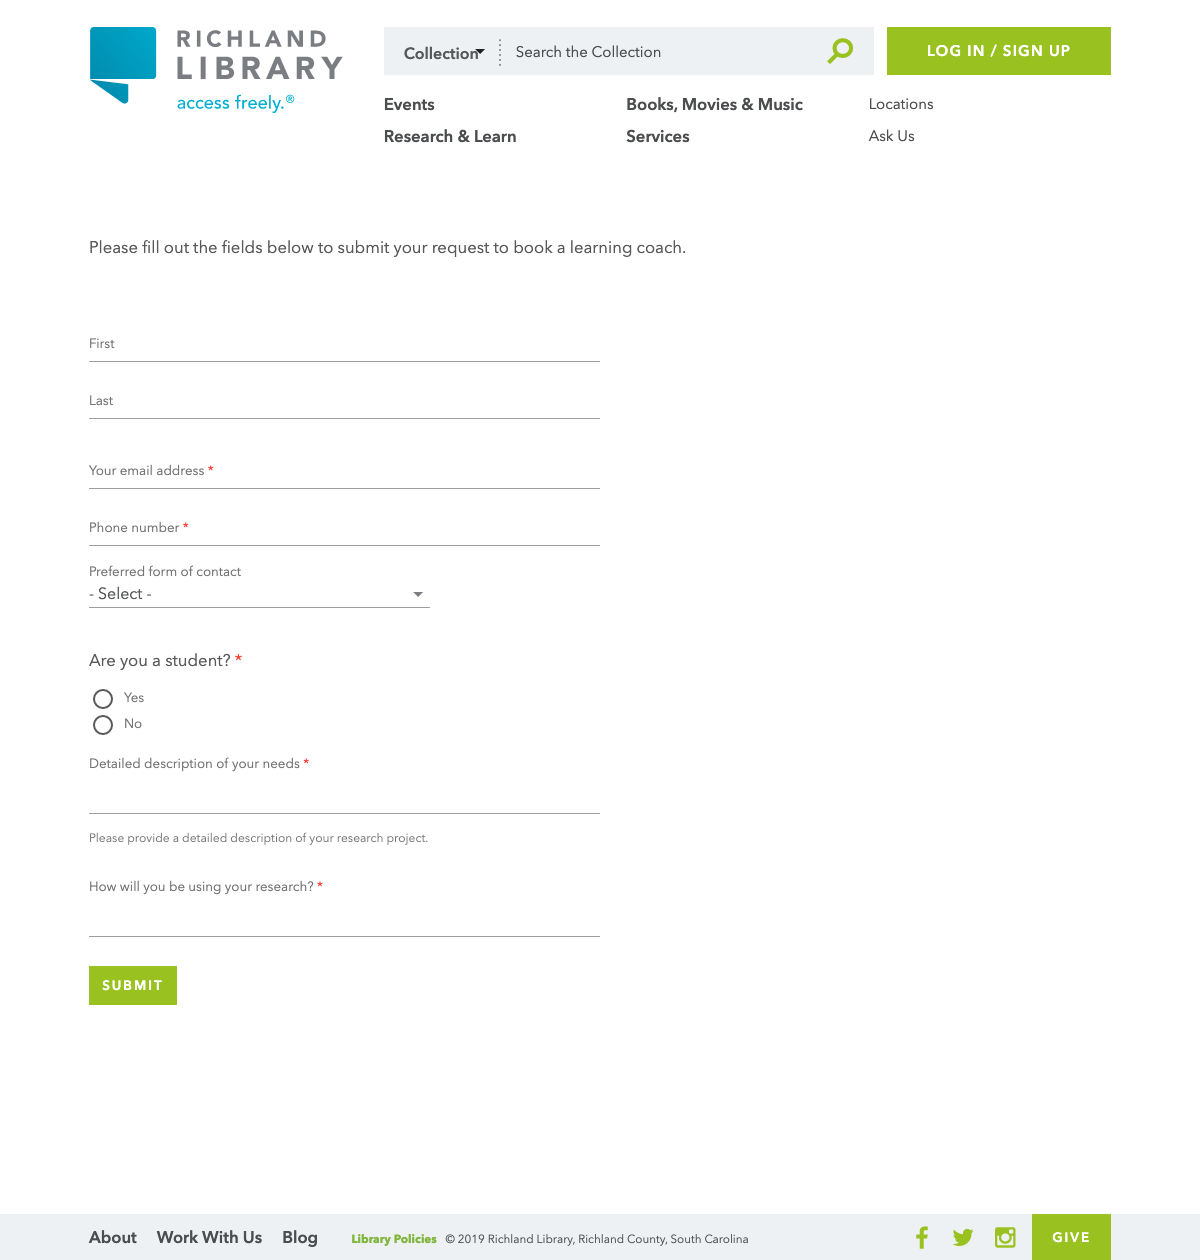 RICHLAND
LIBRARY
access freely.®
Collection
Search the Collection
LOG IN / SIGN UP
Events
Books, Movies & Music
Locations
Research & Learn
Services
Ask Us
Please fill out the fields below to submit your request to book a learning coach.
First
Last
Your email address *
Phone number *
Preferred form of contact
- Select -
Are you a student? *
Yes
No
Detailed description of your needs *
Please provide a detailed description of your research project.
How will you be using your research? *
SUBMIT
About
Work With Us
Blog
Library Policies
© 2019 Richland Library, Richland County, South Carolina
GIVE